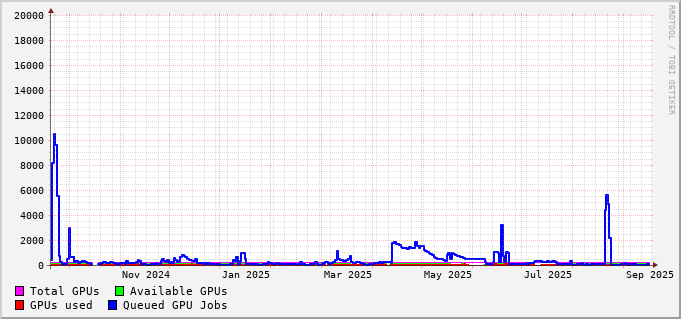 20000
18000
16000
14000
12000
10000
8000
6000
4000
2000
0
Nov 2024 Jan 2025 Mar 2025 May 2025 Jul 2025 Sep 2025
Total GPUs Available GPUs
GPUs used Queued GPU Jobs
RRDTOOL / TOBI OETIKER